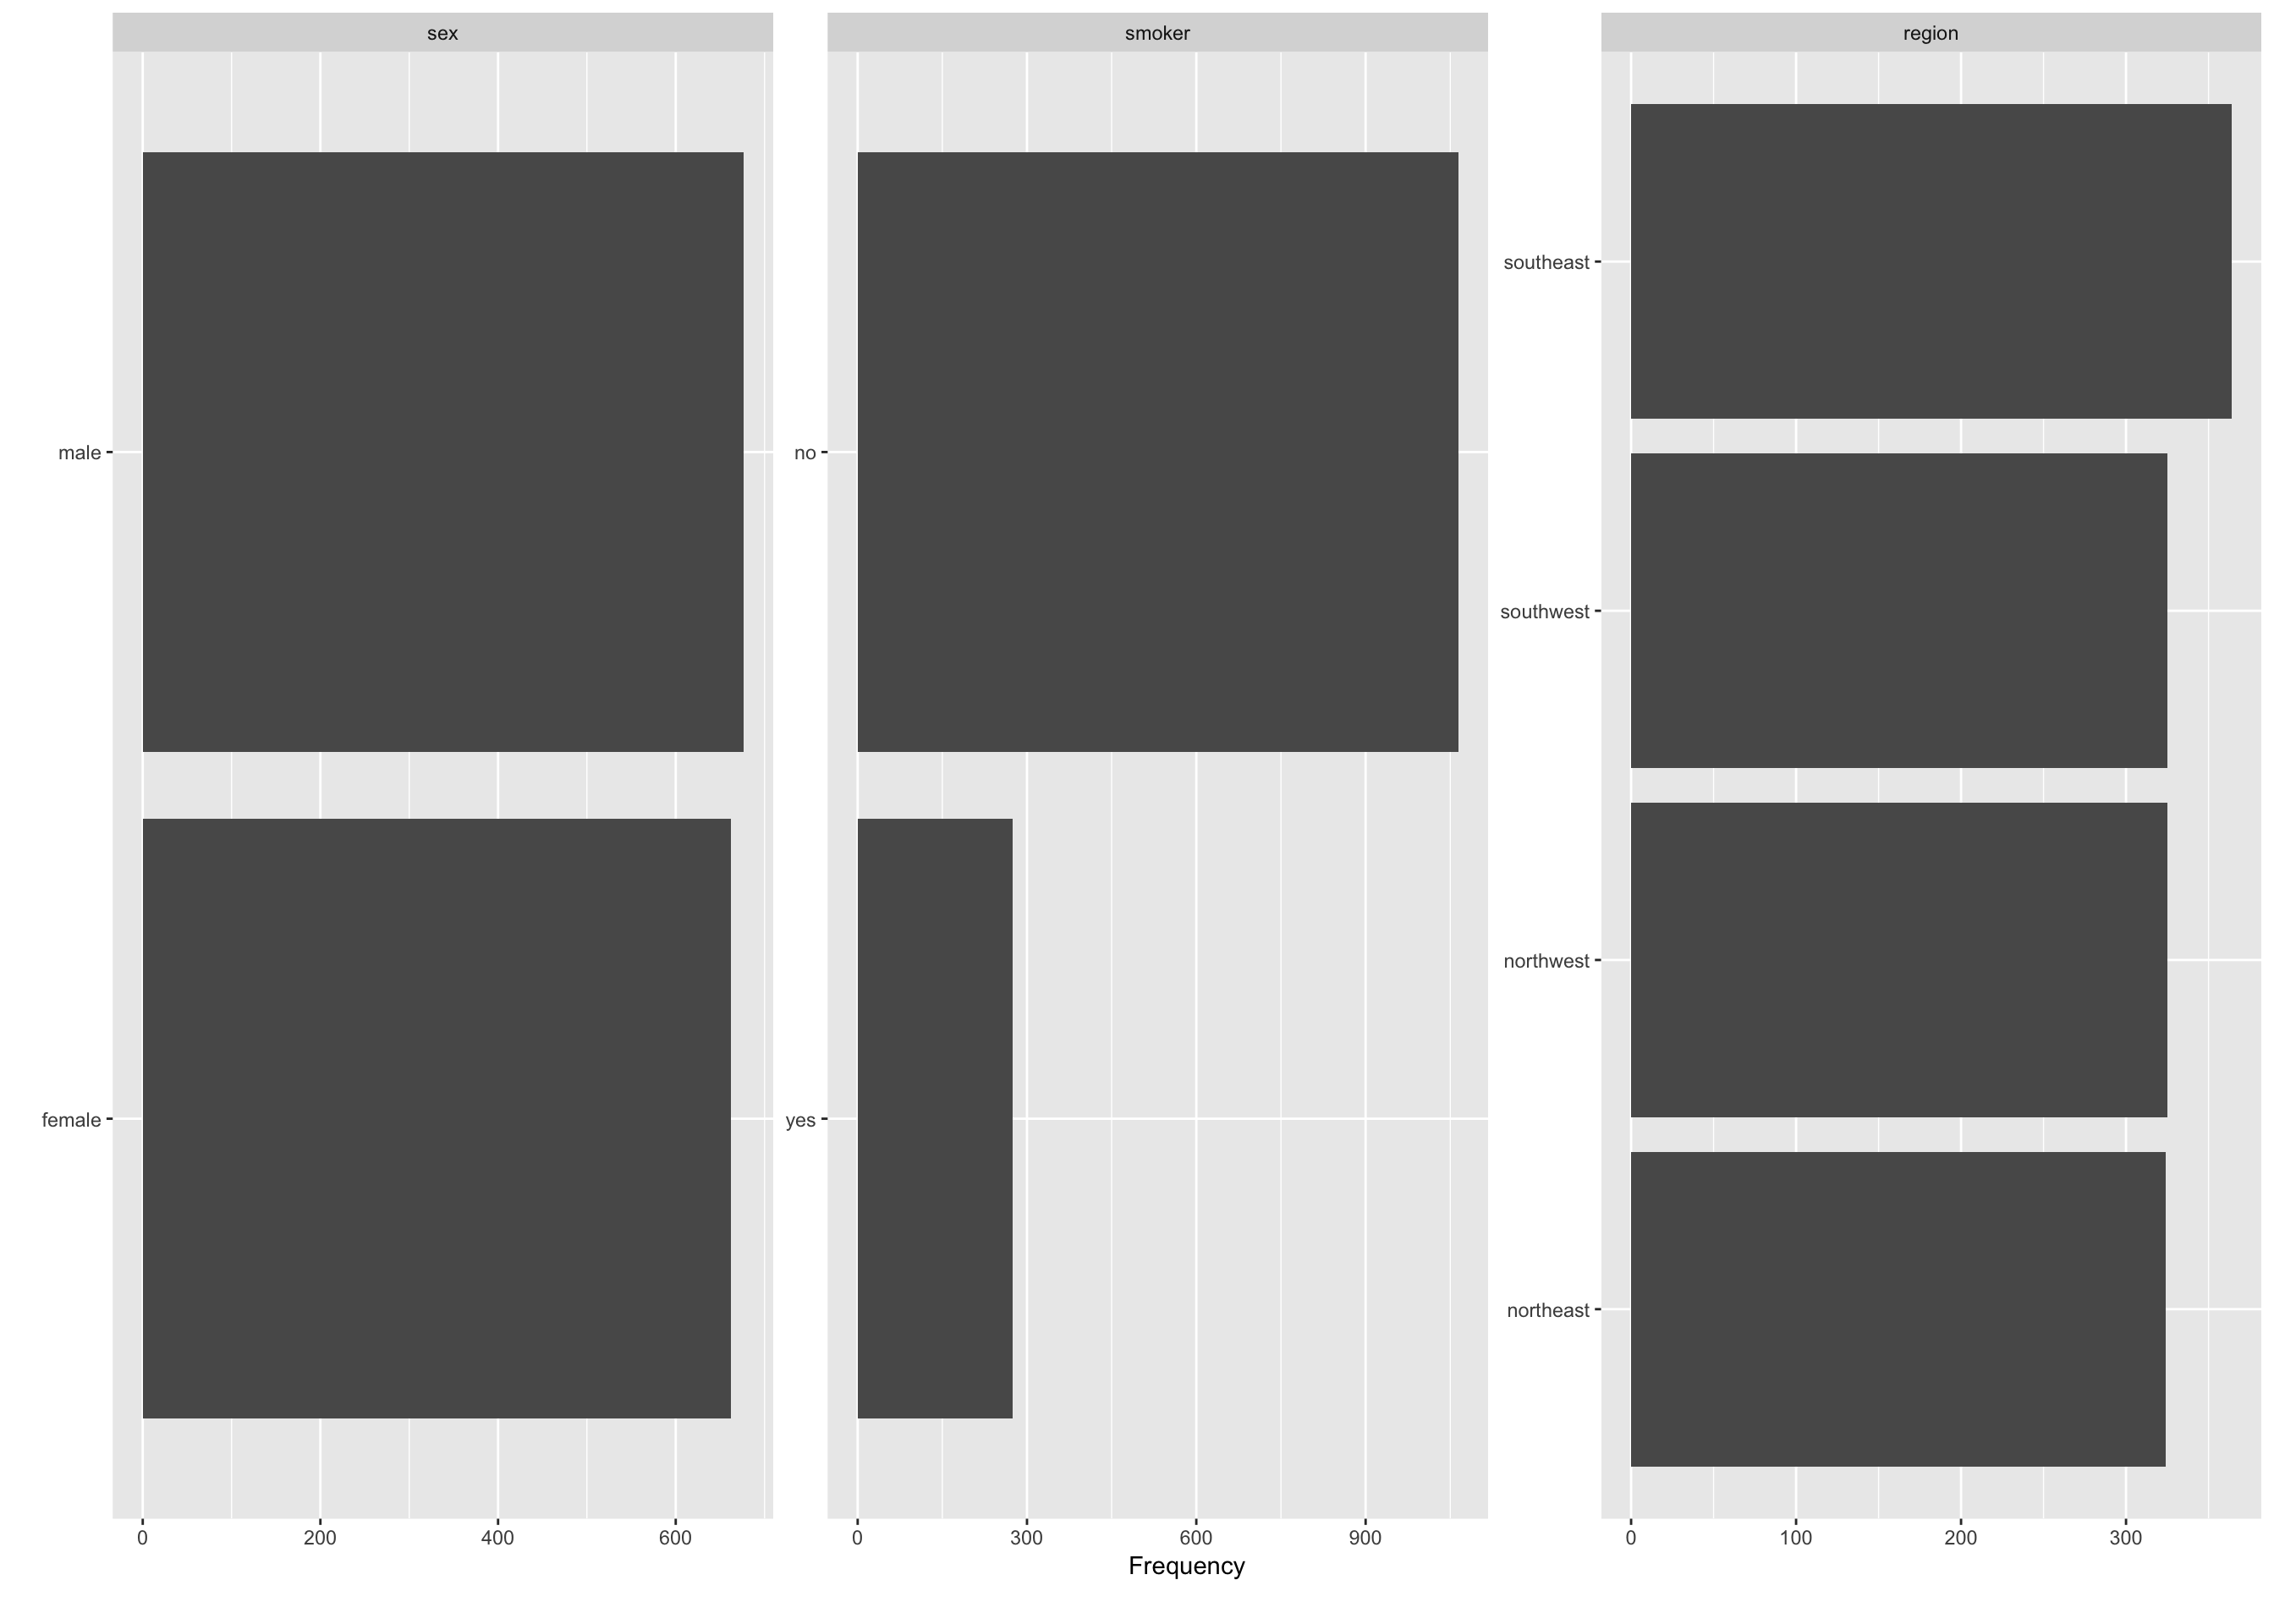 sex
male
female
0 200 400 600
smoker
no
yes
0 300 600 900
region
southeast
southwest
northwest
northeast
0 100 200 300
Frequency